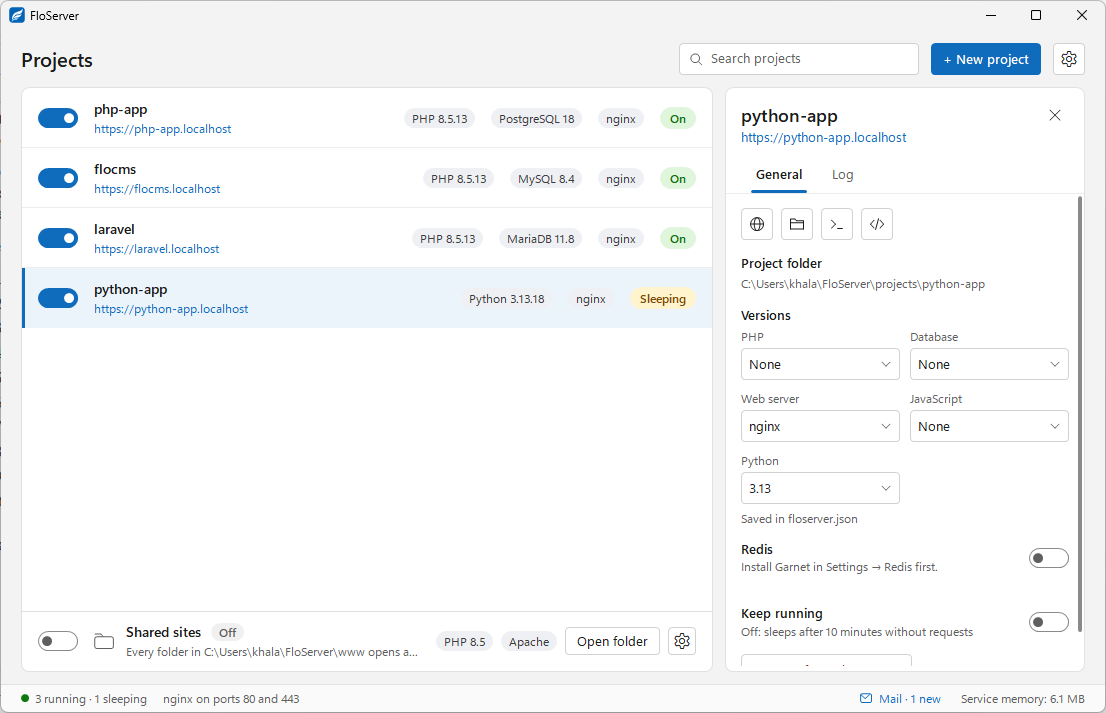 FloServer
Projects
Search projects
+ New project
php-app
https://php-app.localhost
PHP 8.5.13
PostgreSQL 18
nginx
On
flocms
https://flocms.localhost
PHP 8.5.13
MySQL 8.4
nginx
On
laravel
https://laravel.localhost
PHP 8.5.13
MariaDB 11.8
nginx
On
python-app
https://python-app.localhost
Python 3.13.18
nginx
Sleeping
Shared sites
Off
Every folder in C:\Users\khala\FloServer\www opens a...
PHP 8.5
Apache
Open folder
python-app
https://python-app.localhost
General
Log
Project folder
C:\Users\khala\FloServer\projects\python-app
Versions
PHP
Database
None
None
Web server
JavaScript
nginx
None
Python
3.13
Saved in floserver.json
Redis
Install Garnet in Settings → Redis first.
Keep running
Off: sleeps after 10 minutes without requests
3 running · 1 sleeping
nginx on ports 80 and 443
Mail · 1 new
Service memory: 6.1 MB